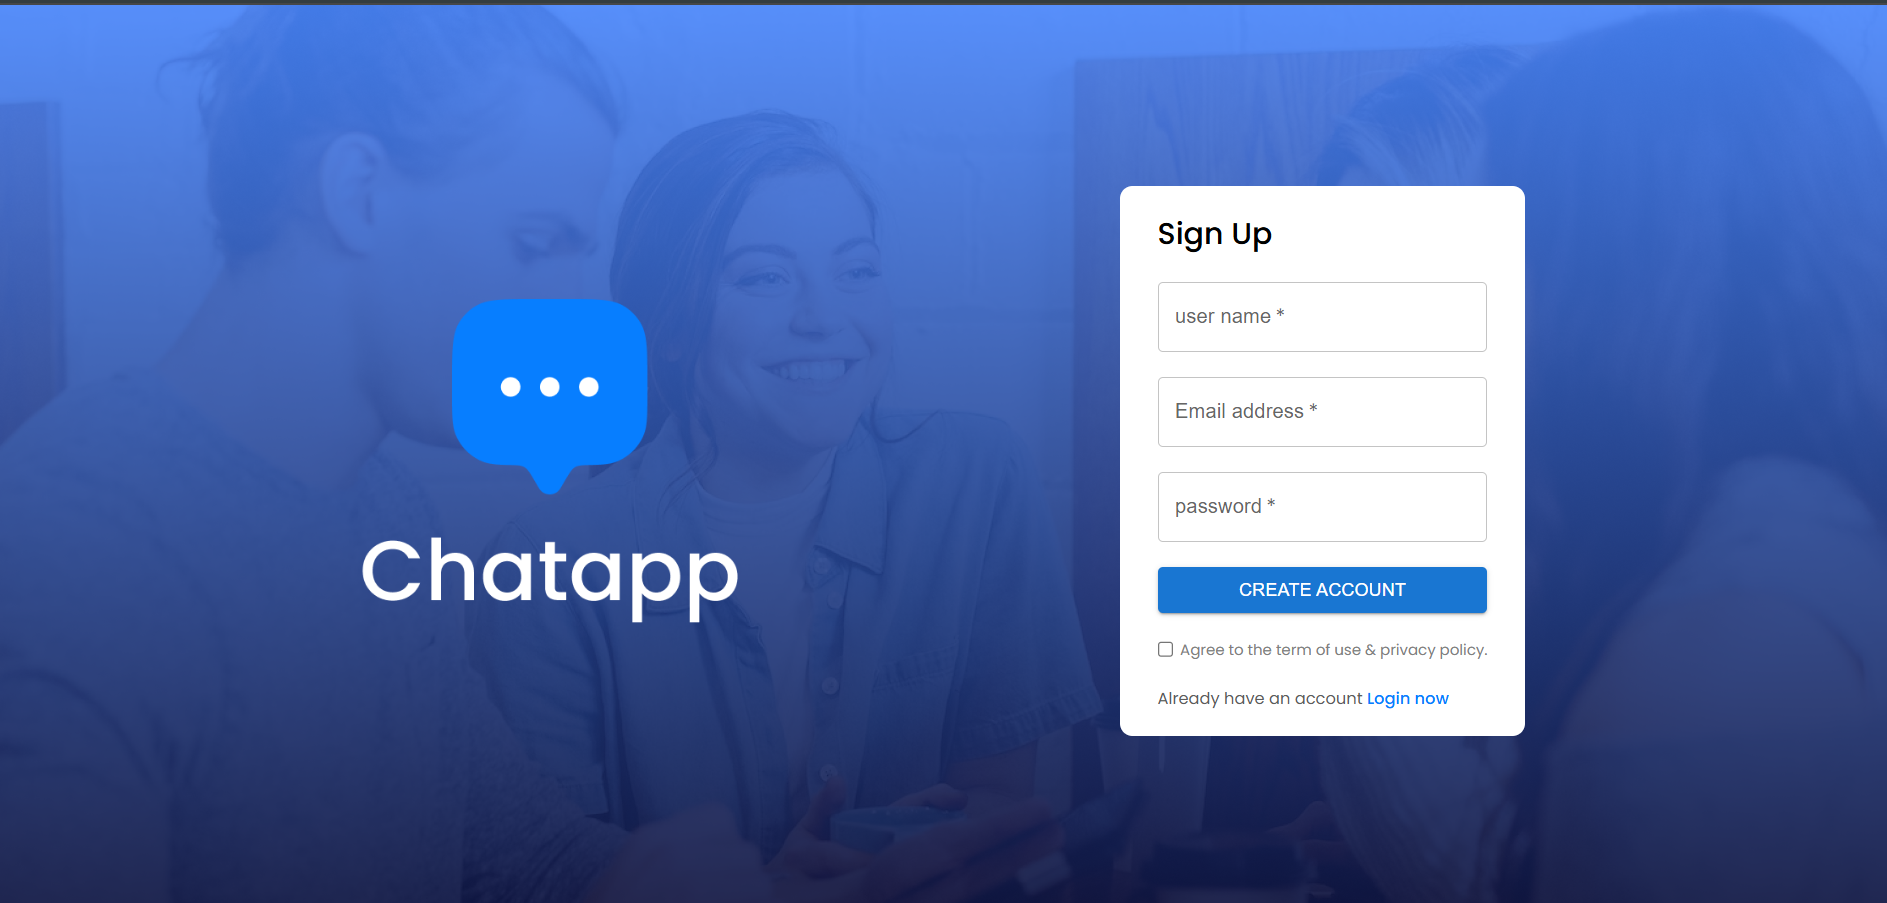 Chatapp
Sign Up
user name *
Email address *
password *
CREATE ACCOUNT
Agree to the term of use & privacy policy.
Already have an account Login now